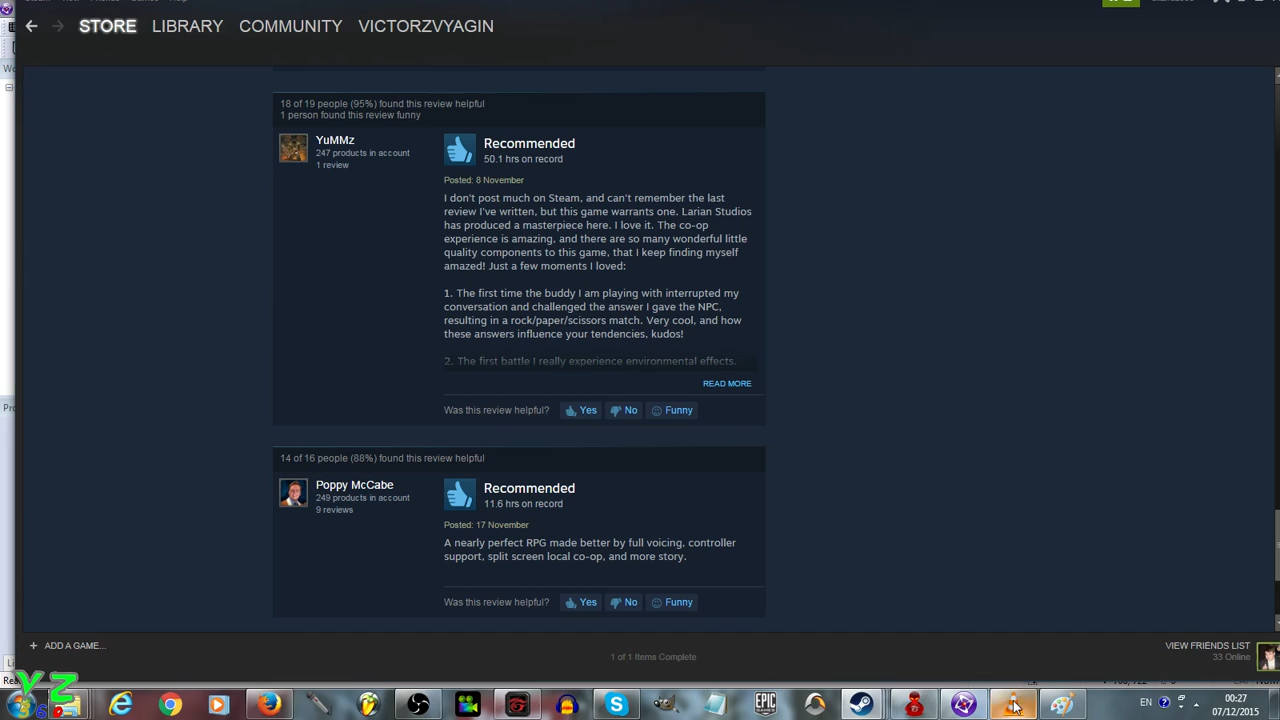 STORE LIBRARY COMMUNITY VICTORZVYAGIN
18 of 19 people (95%) found this review helpful
1 person found this review funny
YuMMz
247 products in account
1 review
Recommended
50.1 hrs on record
Posted: 8 November
I don't post much on Steam, and can't remember the last
review I've written, but this game warrants one. Larian Studios
has produced a masterpiece here. I love it. The co-op
experience is amazing, and there are so many wonderful little
quality components to this game, that I keep finding myself
amazed! Just a few moments I loved:
1. The first time the buddy I am playing with interrupted my
conversation and challenged the answer I gave the NPC,
resulting in a rock/paper/scissors match. Very cool, and how
these answers influence your tendencies, kudos!
2. The first battle I really experience environmental effects.
READ MORE
Was this review helpful? Yes No Funny
14 of 16 people (88%) found this review helpful
Poppy McCabe
249 products in account
9 reviews
Recommended
11.6 hrs on record
Posted: 17 November
A nearly perfect RPG made better by full voicing, controller
support, split screen local co-op, and more story.
Was this review helpful? Yes No Funny
+ ADD A GAME...
1 of 1 Items Complete
VIEW FRIENDS LIST
33 Online
YZ
EPIC GAMES
EN
00:27
07/12/2015